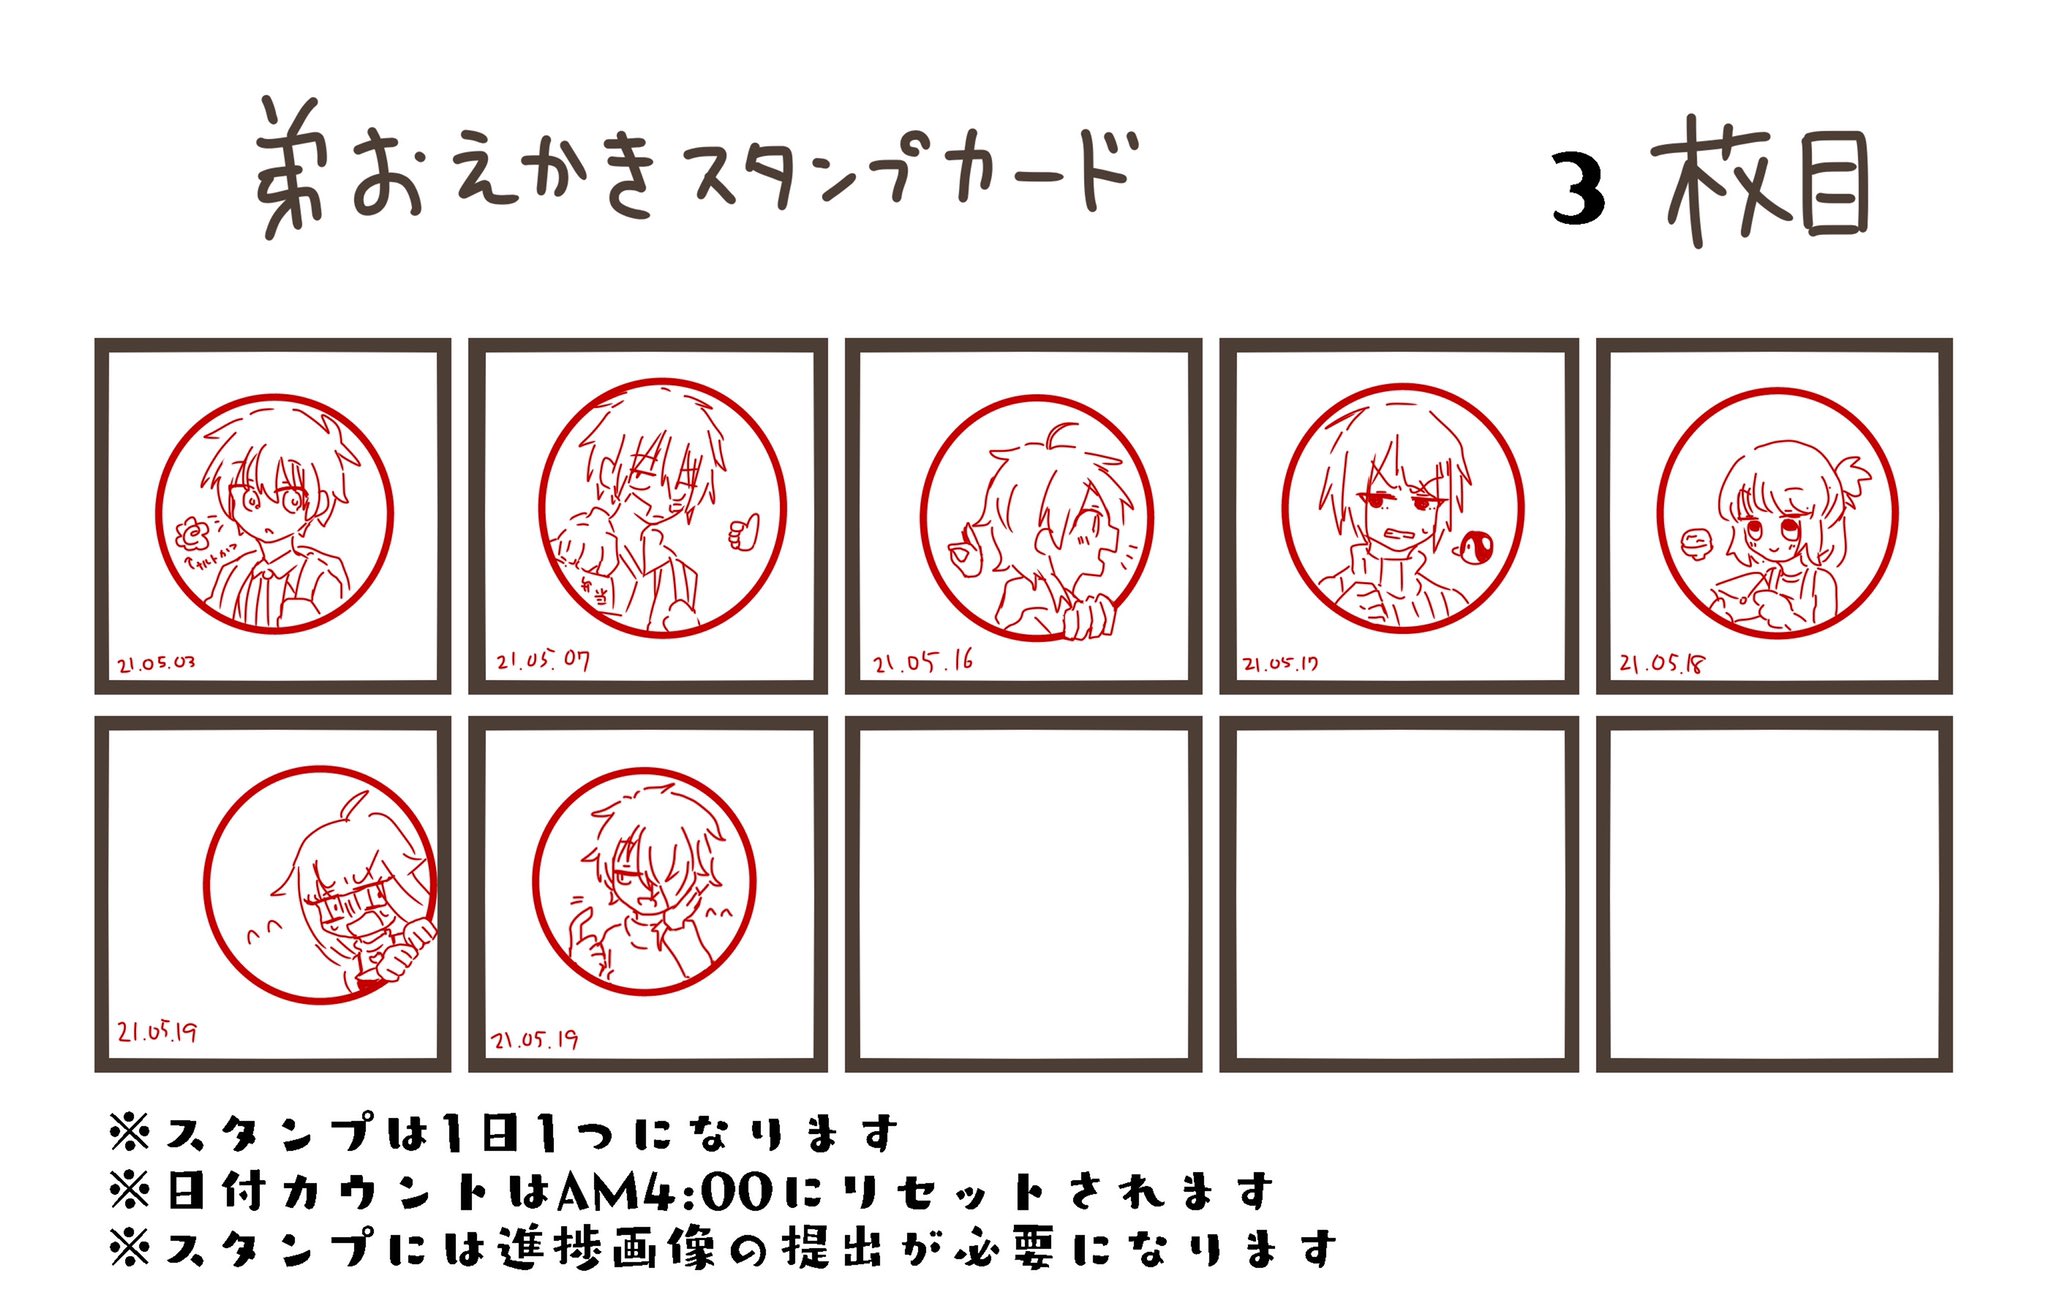 弟おえかきスタンプカード
3枚目
21.05.03
21.05.07
21.05.16
21.05.17
21.05.18
21.05.19
21.05.19
※スタンプは1日1つになります
※日付カウントはAM4:00にリセットされます
※スタンプには進捗画像の提出が必要になります